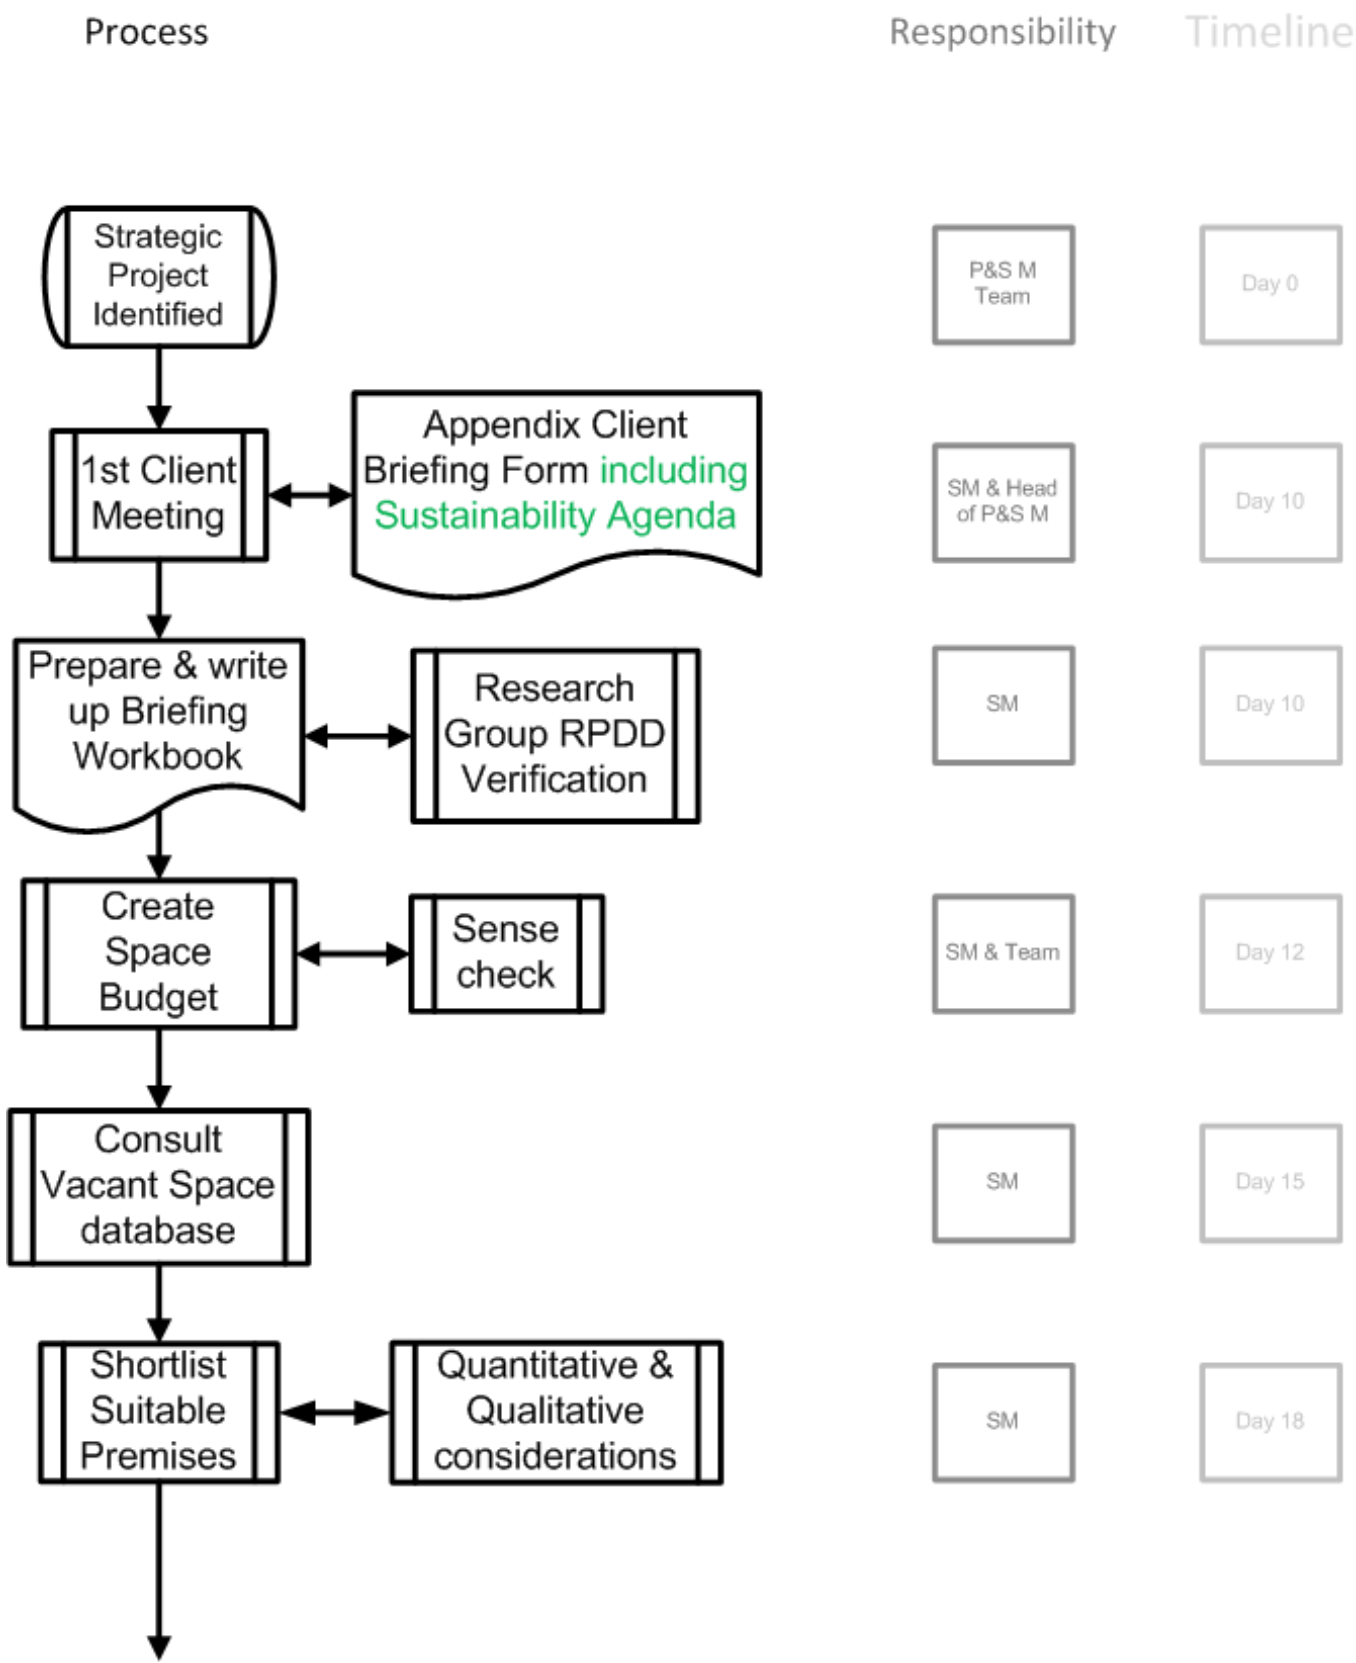 Process
Responsibility
Timeline
Strategic
Project
Identified
P&S M
Team
Day 0
1st Client
Meeting
Appendix Client
Briefing Form including
Sustainability Agenda
SM & Head
of P&S M
Day 10
Prepare & write
up Briefing
Workbook
Research
Group RPDD
Verification
SM
Day 10
Create
Space
Budget
Sense
check
SM & Team
Day 12
Consult
Vacant Space
database
SM
Day 15
Shortlist
Suitable
Premises
Quantitative &
Qualitative
considerations
SM
Day 18